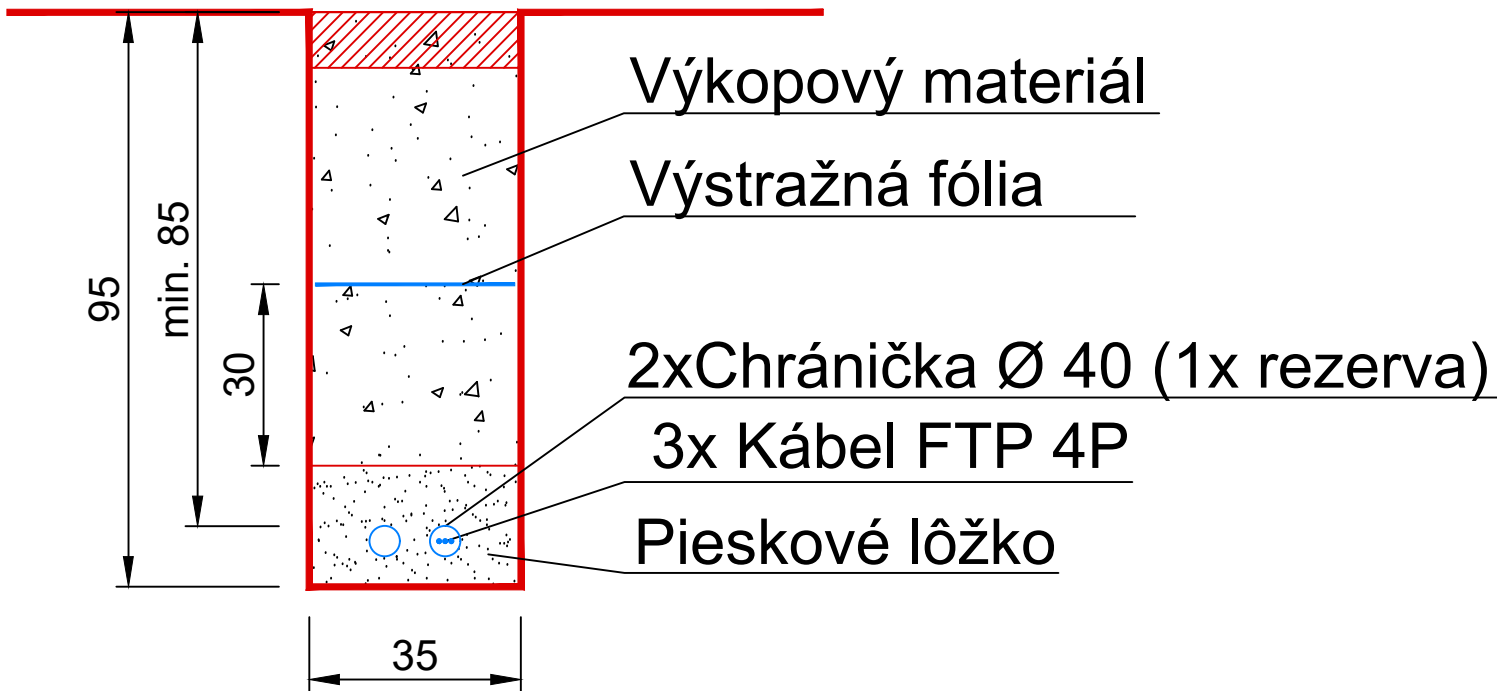 Výkopový materiál
Výstražná fólia
min. 85
95
30
2xChránička Ø 40 (1x rezerva)
3x Kábel FTP 4P
Pieskové lôžko
35